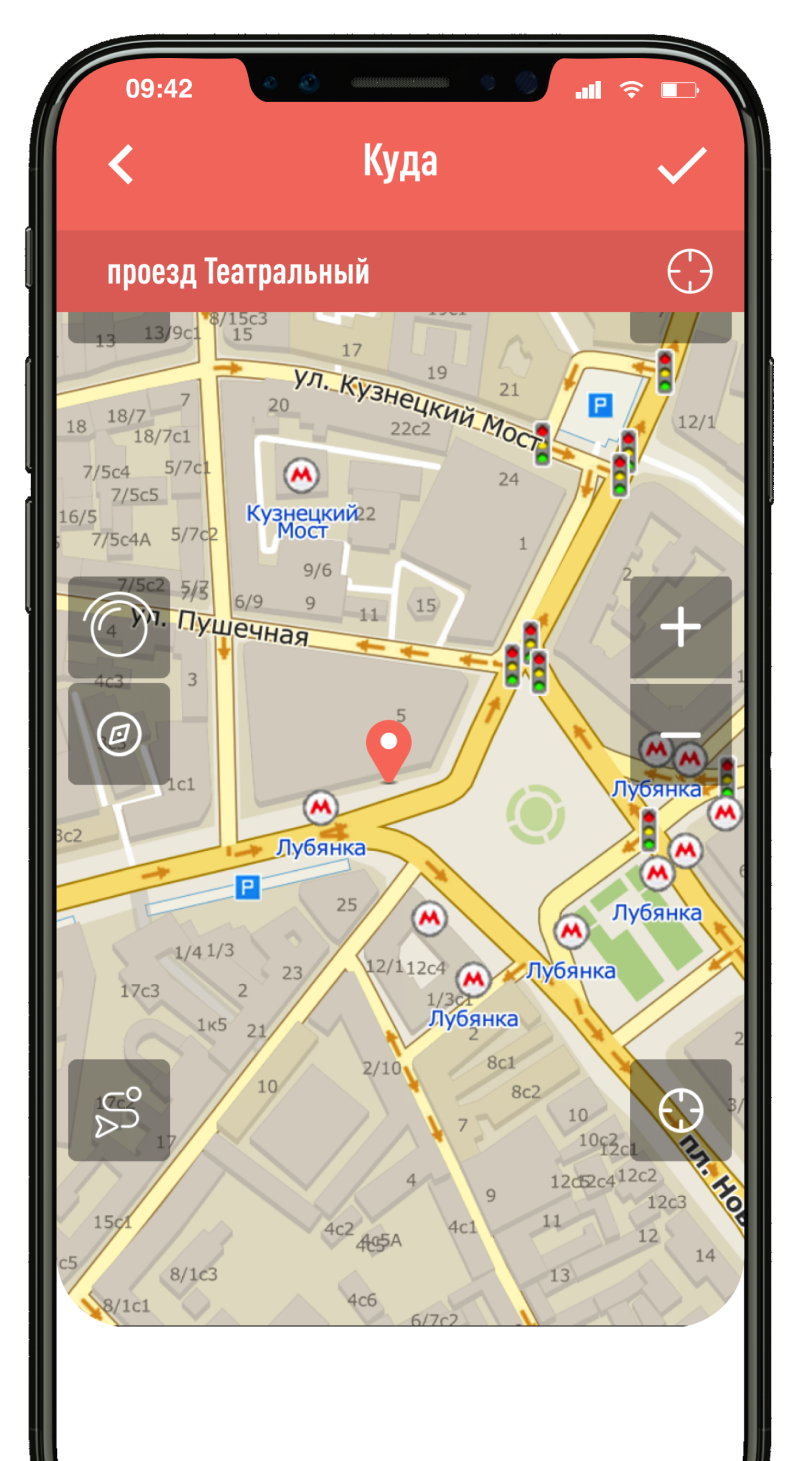 09:42
Куда
проезд Театральный
8/15с3
13/9с1
15
13
17
19
21
ул. Кузнецкий Мост
7
20
18
18/7
18/7с1
22с2
12/1
P
7/5с4
5/7с1
7/5с5
24
М
Кузнецкий
Мост
22
16/5
7/5с4А
5/7с2
1
9/6
2
7/5с2
5/7
7/5
6/9
9
11
15
4
ул. Пушечная
4с3
3
5
1с1
М
Лубянка
М
М
Лубянка
М
3с2
P
25
М
М
Лубянка
М
М
Лубянка
1/4
1/3
23
12/1
12с4
М
1/3с1
Лубянка
17с3
2
1к5
21
2
2/10
8с1
8с2
10
17с2
17
7
10
10с2
12с1
4
9
12с5
12с4
12с2
12с3
15с1
4с2
4с5А
4с5
4с1
11
12
14
пл. Нов
с5
8/1с3
13
8/1с1
4с6
6/7с2